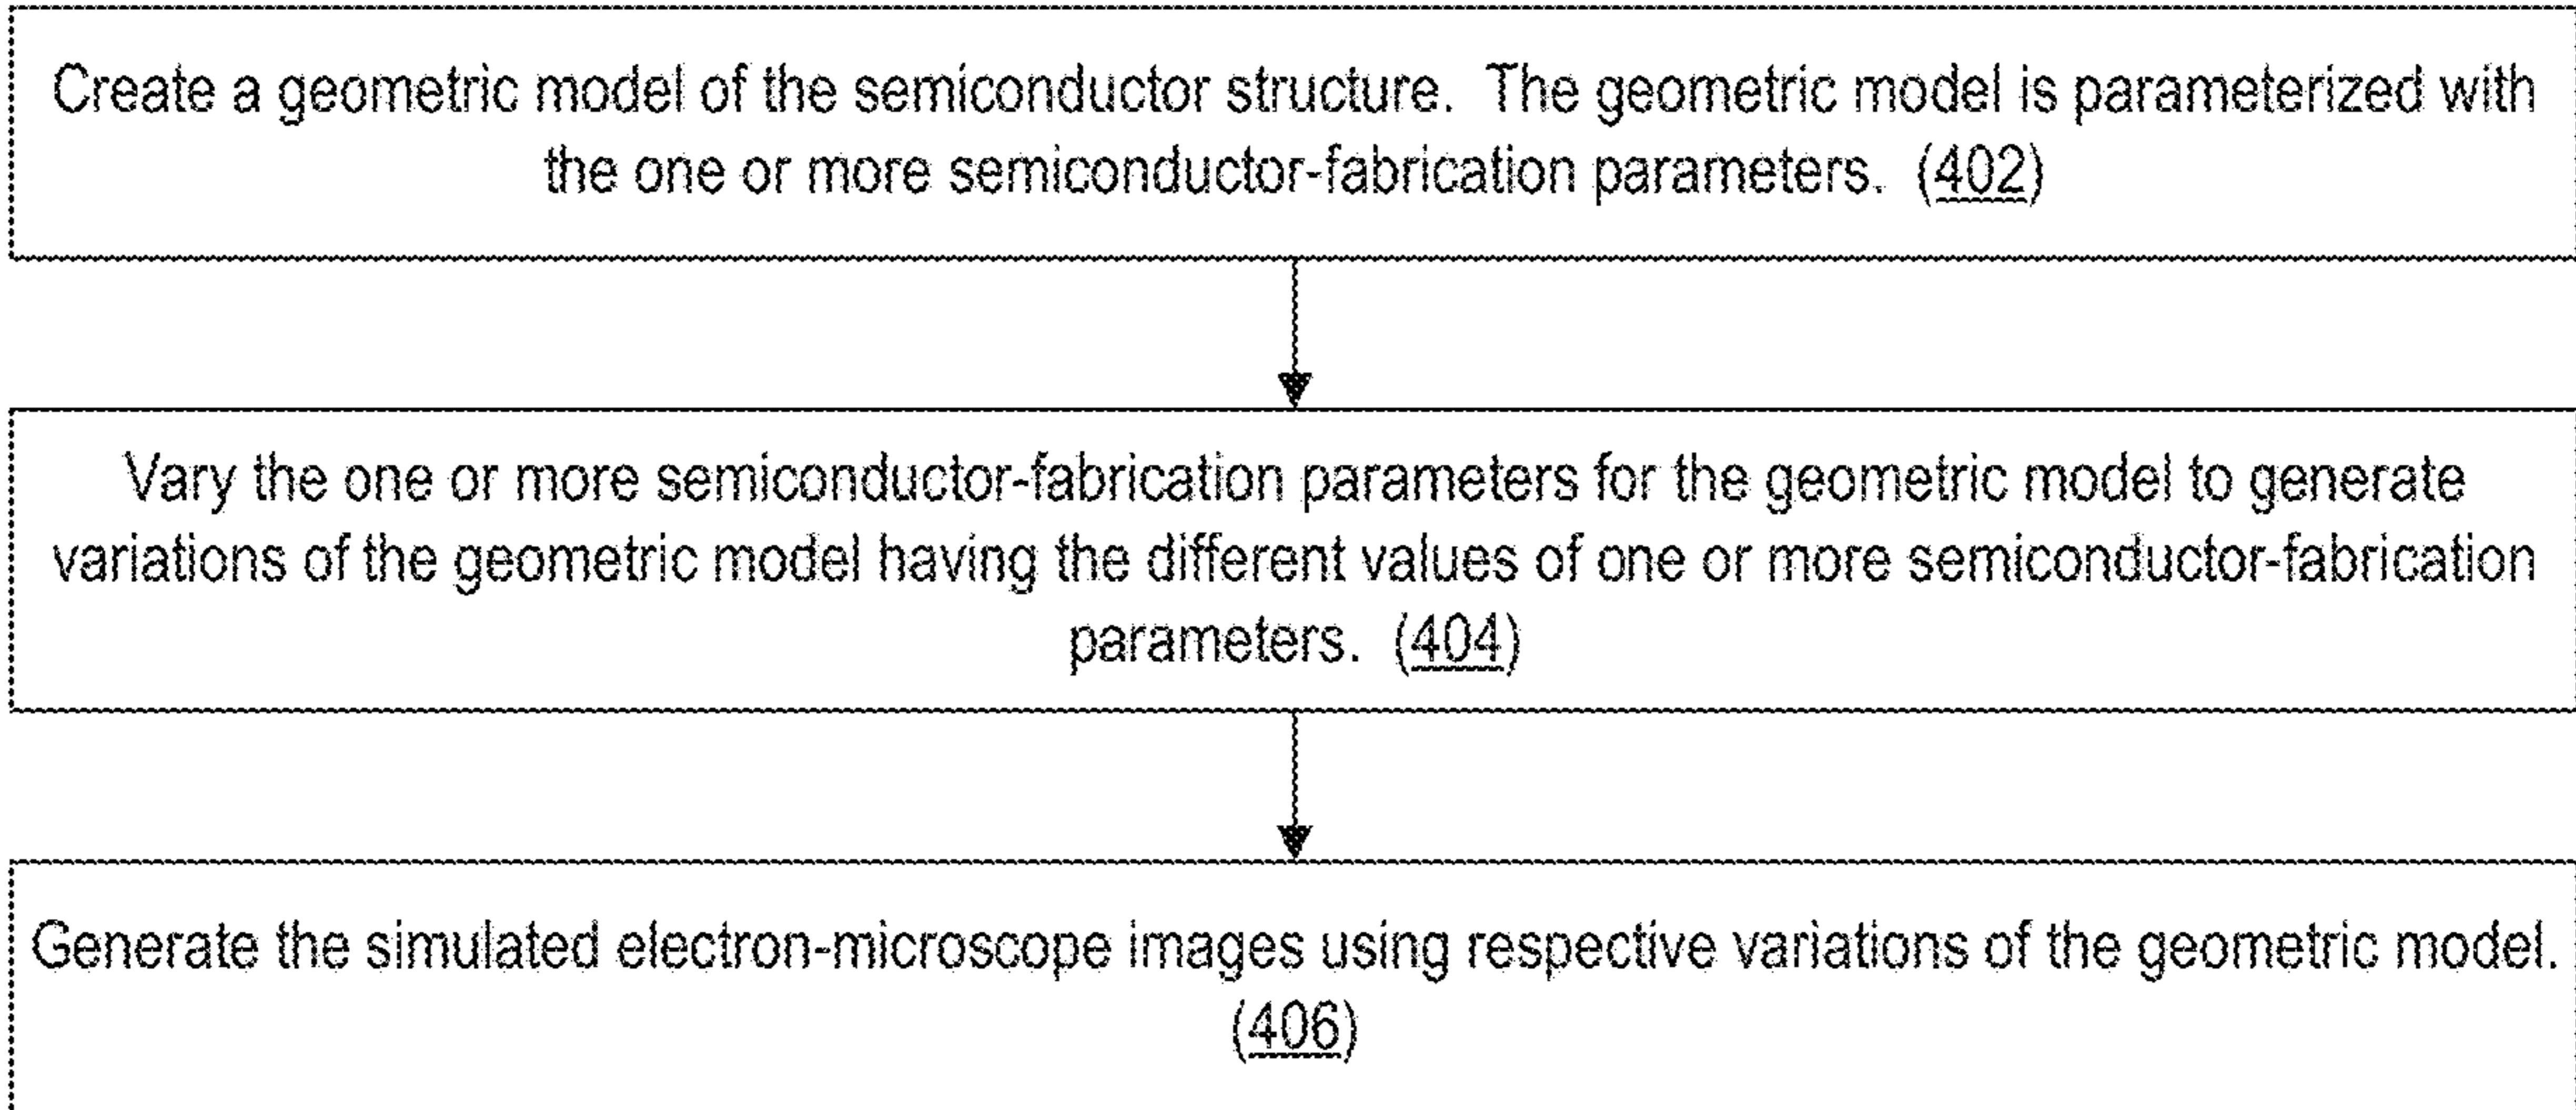 Create a geometric model of the semiconductor structure. The geometric model is parameterized with
the one or more semiconductor-fabrication parameters. (402)
Vary the one or more semiconductor-fabrication parameters for the geometric model to generate
variations of the geometric model having the different values of one or more semiconductor-fabrication
parameters. (404)
Generate the simulated electron-microscope images using respective variations of the geometric model.
(406)